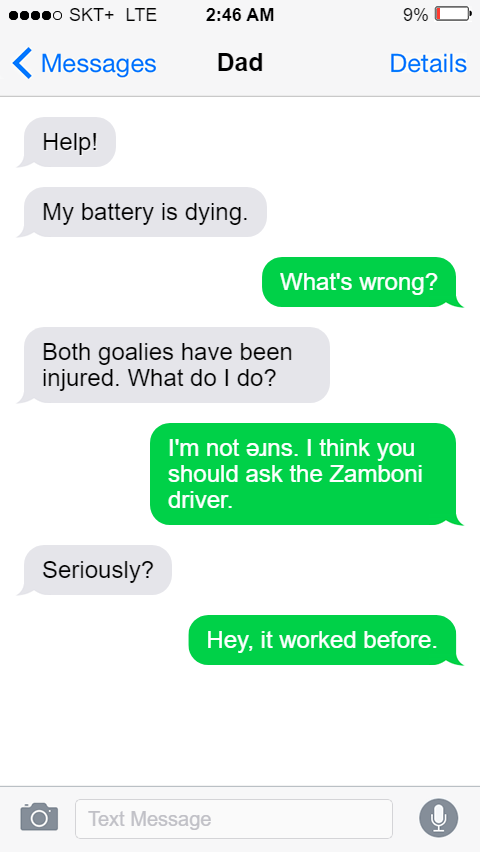 SKT+ LTE 2:46 AM 9%
Messages Dad Details
Help!
My battery is dying.
What's wrong?
Both goalies have been
injured. What do I do?
I'm not ǝɹns. I think you
should ask the Zamboni
driver.
Seriously?
Hey, it worked before.
Text Message